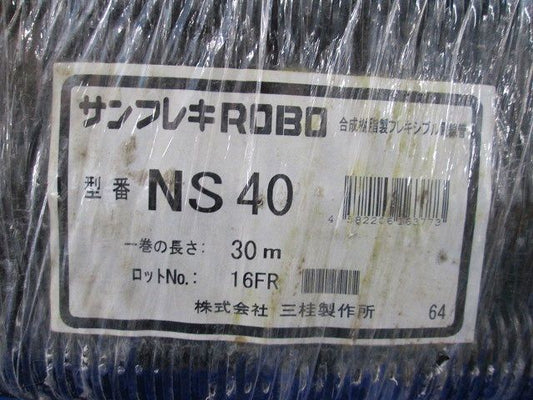 サンフレキROBO 合成樹脂製フレキシブル電線管
型番 NS 40
一巻の長さ: 30m
ロットNo.: 16FR
株式会社 三桂製作所 64